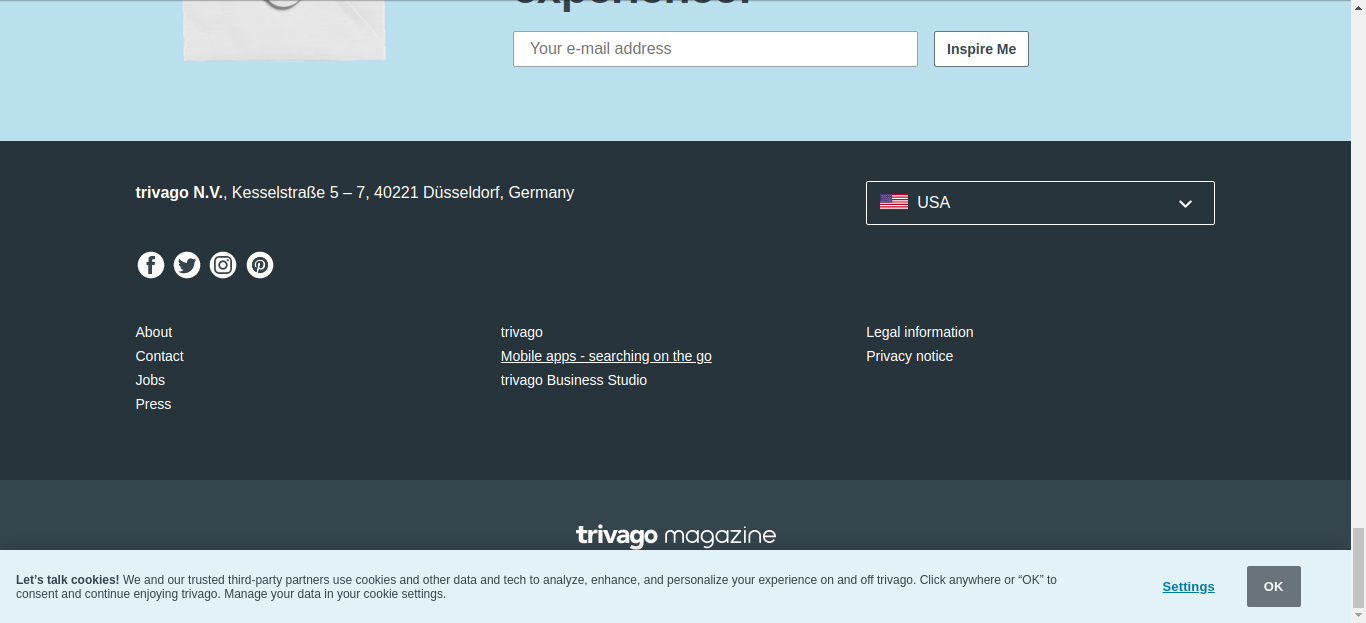 experience!
Your e-mail address
Inspire Me
trivago N.V., Kesselstraße 5 – 7, 40221 Düsseldorf, Germany
USA
About
Contact
Jobs
Press
trivago
Mobile apps - searching on the go
trivago Business Studio
Legal information
Privacy notice
trivago magazine
Let’s talk cookies! We and our trusted third-party partners use cookies and other data and tech to analyze, enhance, and personalize your experience on and off trivago. Click anywhere or “OK” to
consent and continue enjoying trivago. Manage your data in your cookie settings.
Settings
OK